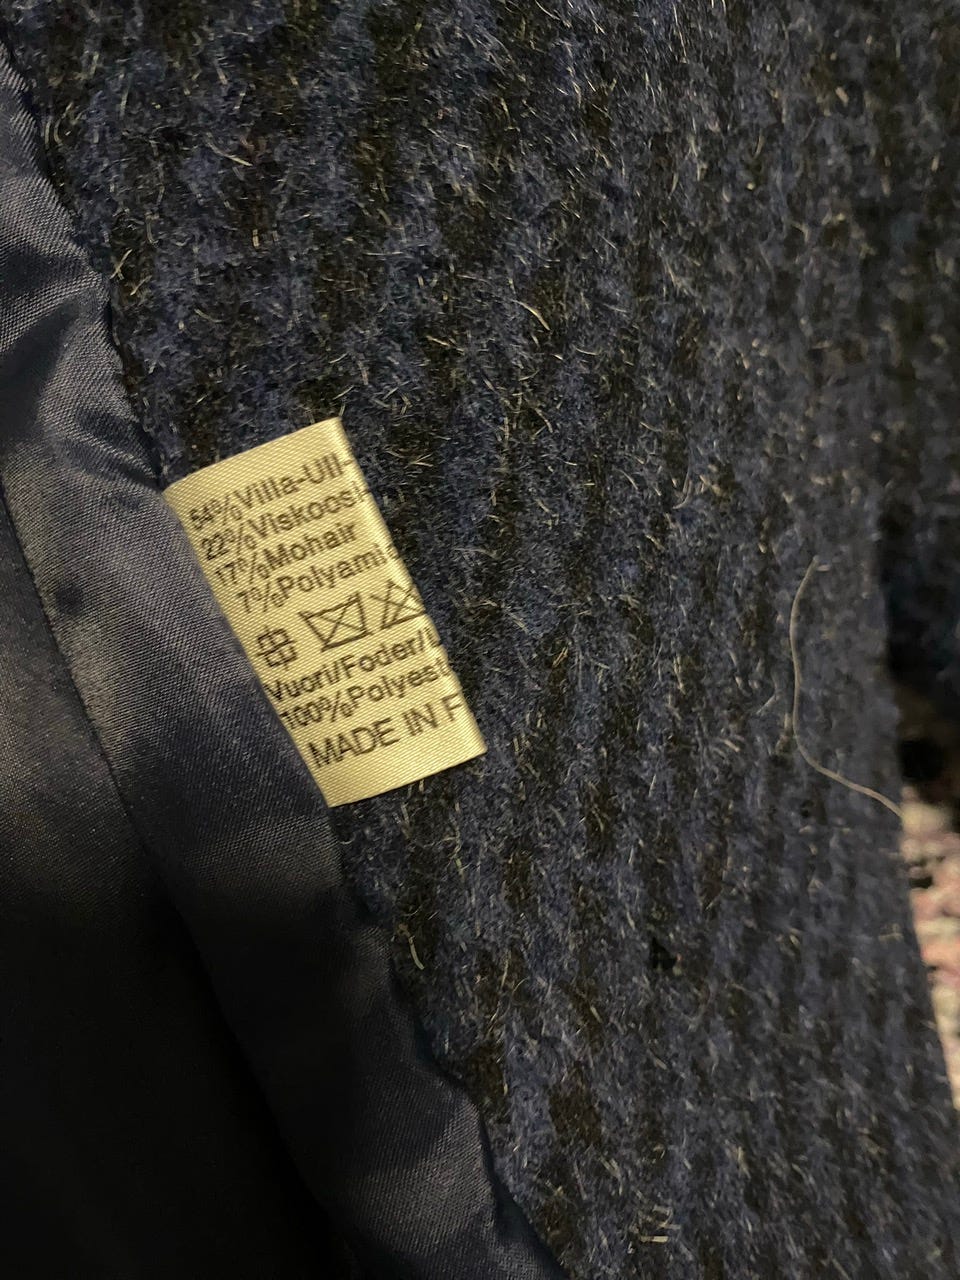 54%Villa-Ull-
22%Viskoosi-
17%Mohair
7%Polyami
Vuori/Foder/L
100%Polyest
MADE IN F